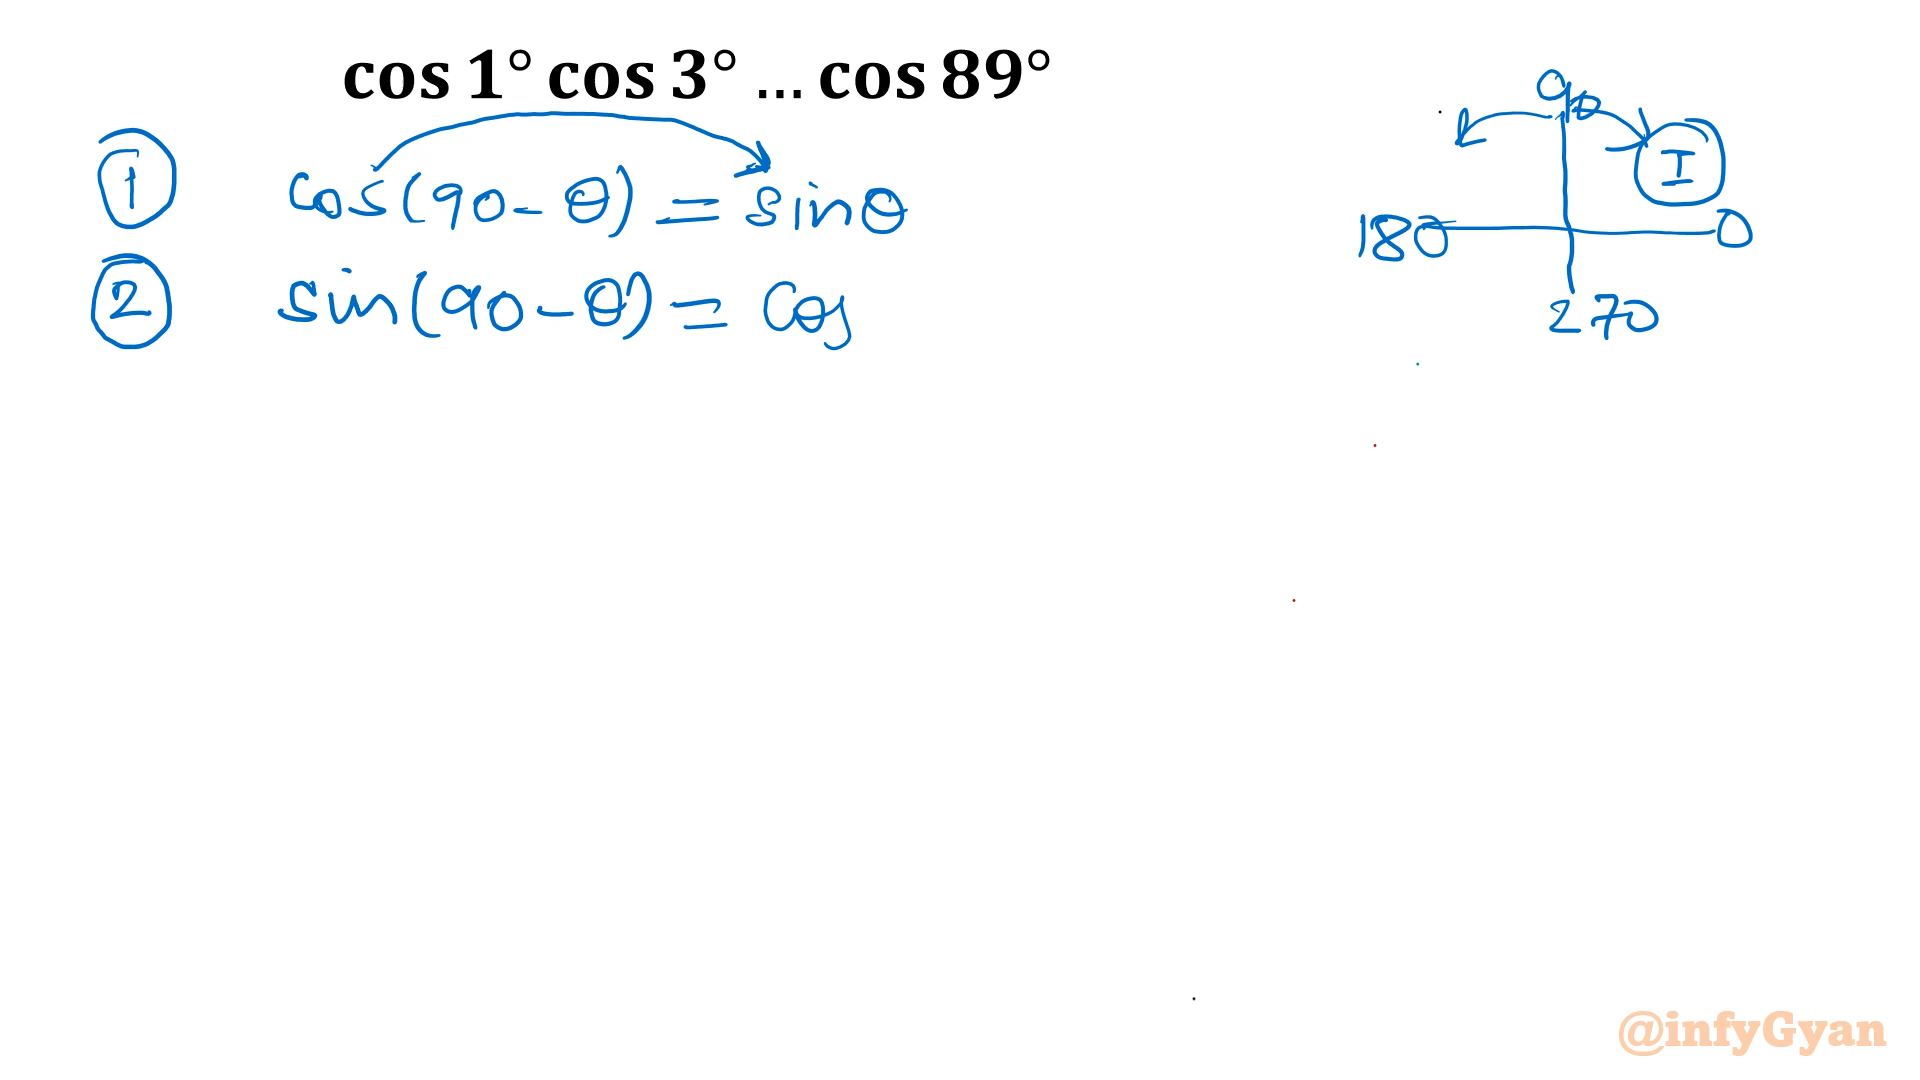 cos 1° cos 3° ... cos 89°
① cos(90-θ) = sinθ
② sin(90-θ) = cos
90
I
180
0
270
@infyGyan